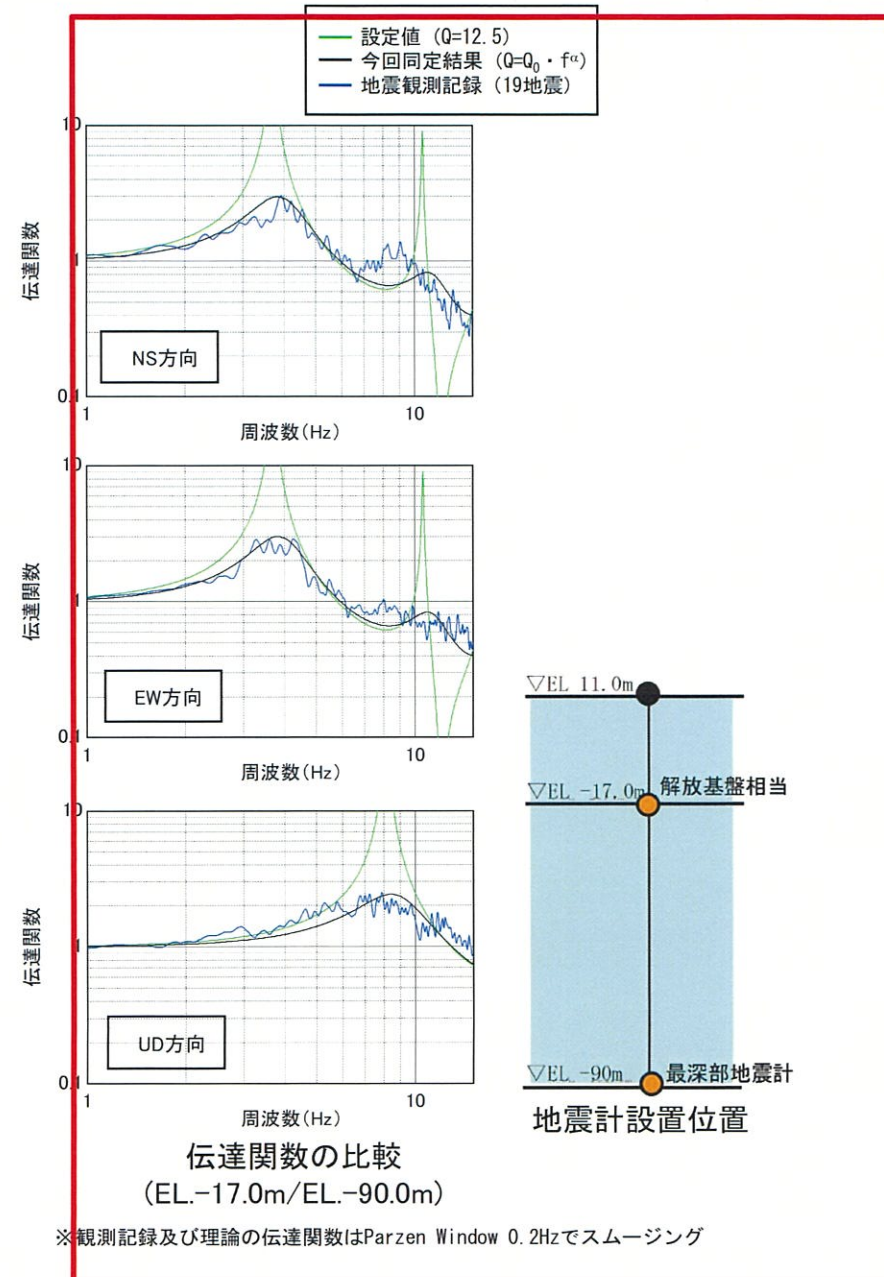 設定値（Q=12.5）
今回同定結果（Q=Q₀・fᵅ）
地震観測記録（19地震）
10
1
0.1
伝達関数
NS方向
1
10
周波数(Hz)
10
1
0.1
伝達関数
EW方向
1
10
周波数(Hz)
10
1
0.1
伝達関数
UD方向
1
10
周波数(Hz)
伝達関数の比較
(EL.-17.0m/EL.-90.0m)
▽EL 11.0m
▽EL -17.0m
解放基盤相当
▽EL -90m
最深部地震計
地震計設置位置
※観測記録及び理論の伝達関数はParzen Window 0.2Hzでスムージング